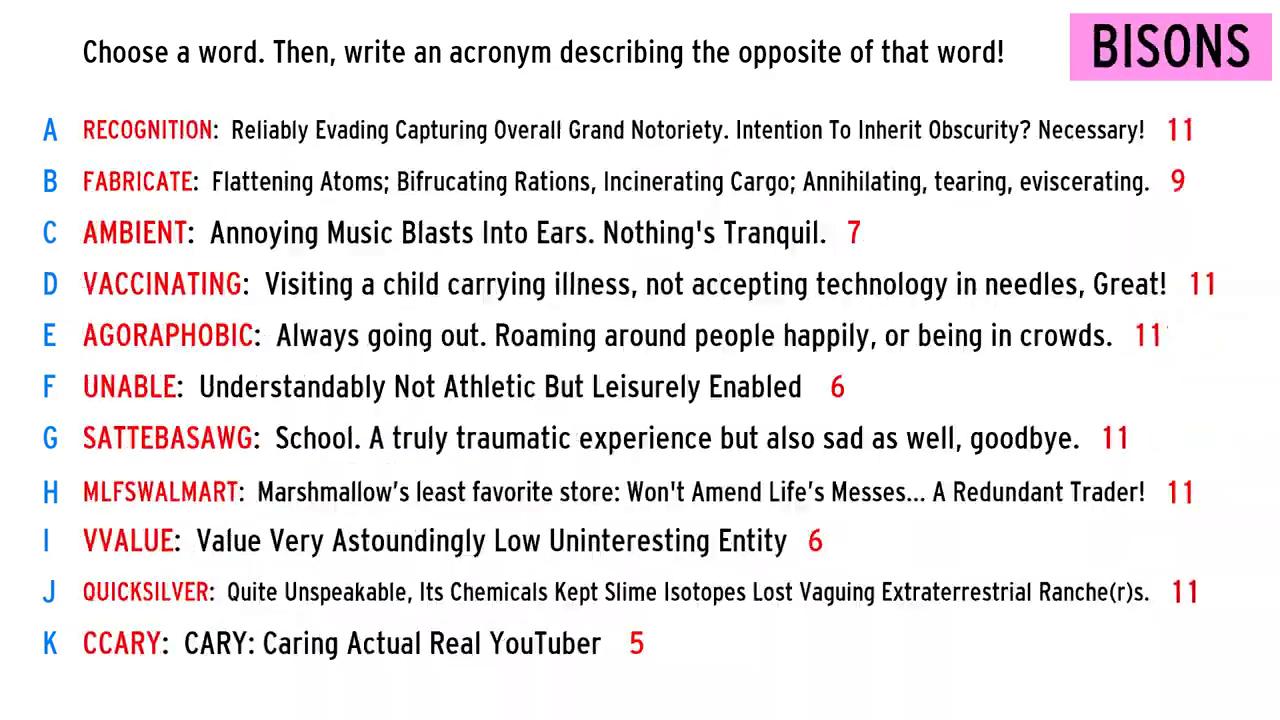 Choose a word. Then, write an acronym describing the opposite of that word!
BISONS
A RECOGNITION: Reliably Evading Capturing Overall Grand Notoriety. Intention To Inherit Obscurity? Necessary! 11
B FABRICATE: Flattening Atoms; Bifrucating Rations, Incinerating Cargo; Annihilating, tearing, eviscerating. 9
C AMBIENT: Annoying Music Blasts Into Ears. Nothing's Tranquil. 7
D VACCINATING: Visiting a child carrying illness, not accepting technology in needles, Great! 11
E AGORAPHOBIC: Always going out. Roaming around people happily, or being in crowds. 11
F UNABLE: Understandably Not Athletic But Leisurely Enabled 6
G SATTEBASAWG: School. A truly traumatic experience but also sad as well, goodbye. 11
H MLFSWALMART: Marshmallow’s least favorite store: Won't Amend Life’s Messes... A Redundant Trader! 11
I VVALUE: Value Very Astoundingly Low Uninteresting Entity 6
J QUICKSILVER: Quite Unspeakable, Its Chemicals Kept Slime Isotopes Lost Vaguing Extraterrestrial Ranche(r)s. 11
K CCARY: CARY: Caring Actual Real YouTuber 5